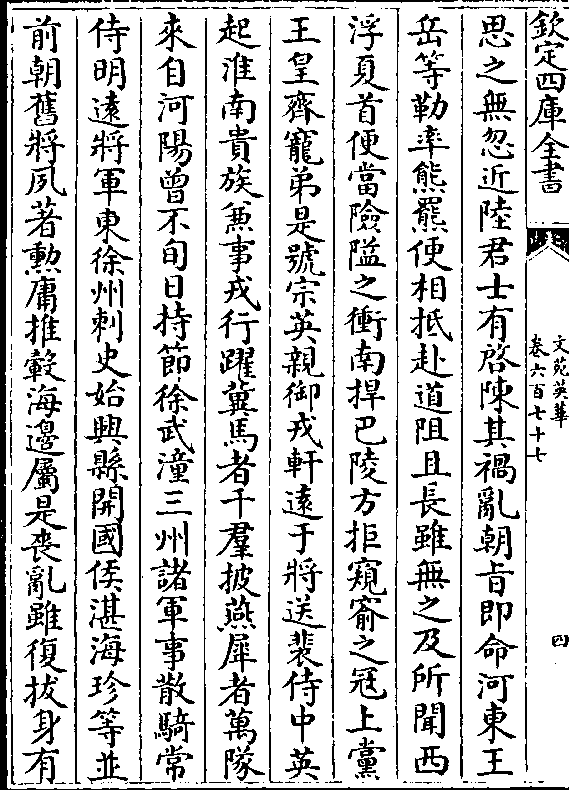 欽定四庫全書
文苑英華
卷六百七十七
四
思之無忽近陸君士有啓陳其禍亂朝旨即命河東王
岳等勒率熊羆便相抵赴道阻且長雖無之及所聞西
浮夏首便當險隘之衝南捍巴陵方拒窺窬之冦上黨
王皇齊寵弟是號宗英親御戎軒遠于將送裴侍中英
起淮南貴族兼事戎行躍冀馬者千羣披燕犀者萬隊
來自河陽曾不旬日持節徐武潼三州諸軍事散騎常
侍明遠將軍東徐州刺史始興縣開國侯湛海珍等並
前朝舊將夙著勲庸推轂海邊屬是喪亂雖復拔身有